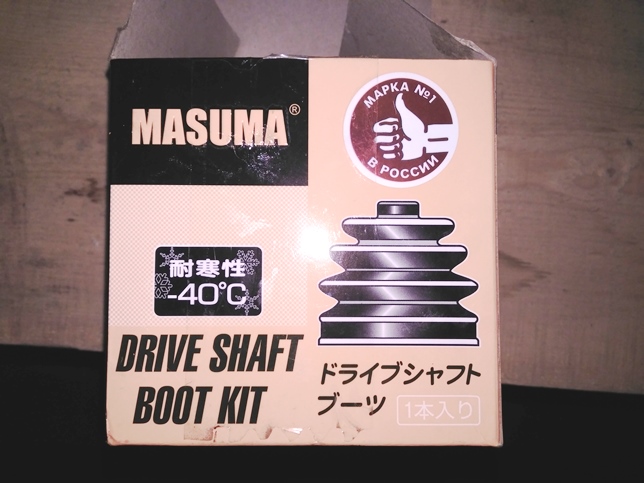 MASUMA®
МАРКА №1
В РОССИИ
耐寒性
-40°C
DRIVE SHAFT
BOOT KIT
ドライブシャフト
ブーツ 1本入り